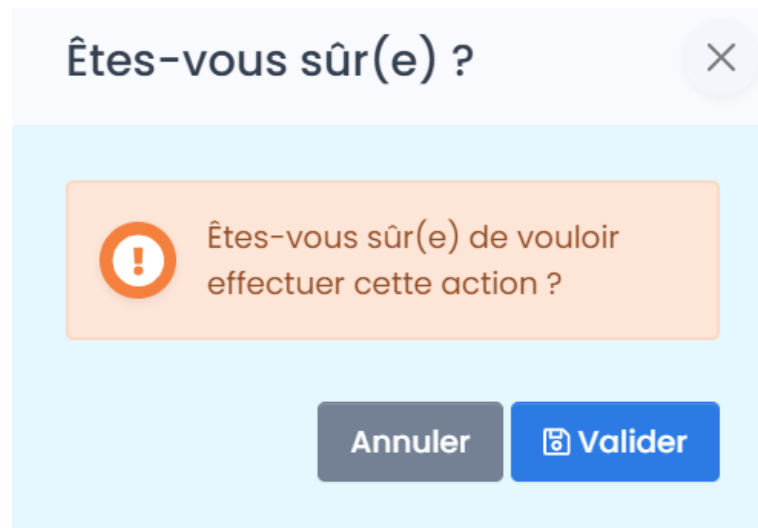 Êtes-vous sûr(e) ?
Êtes-vous sûr(e) de vouloir
effectuer cette action ?
Annuler
Valider